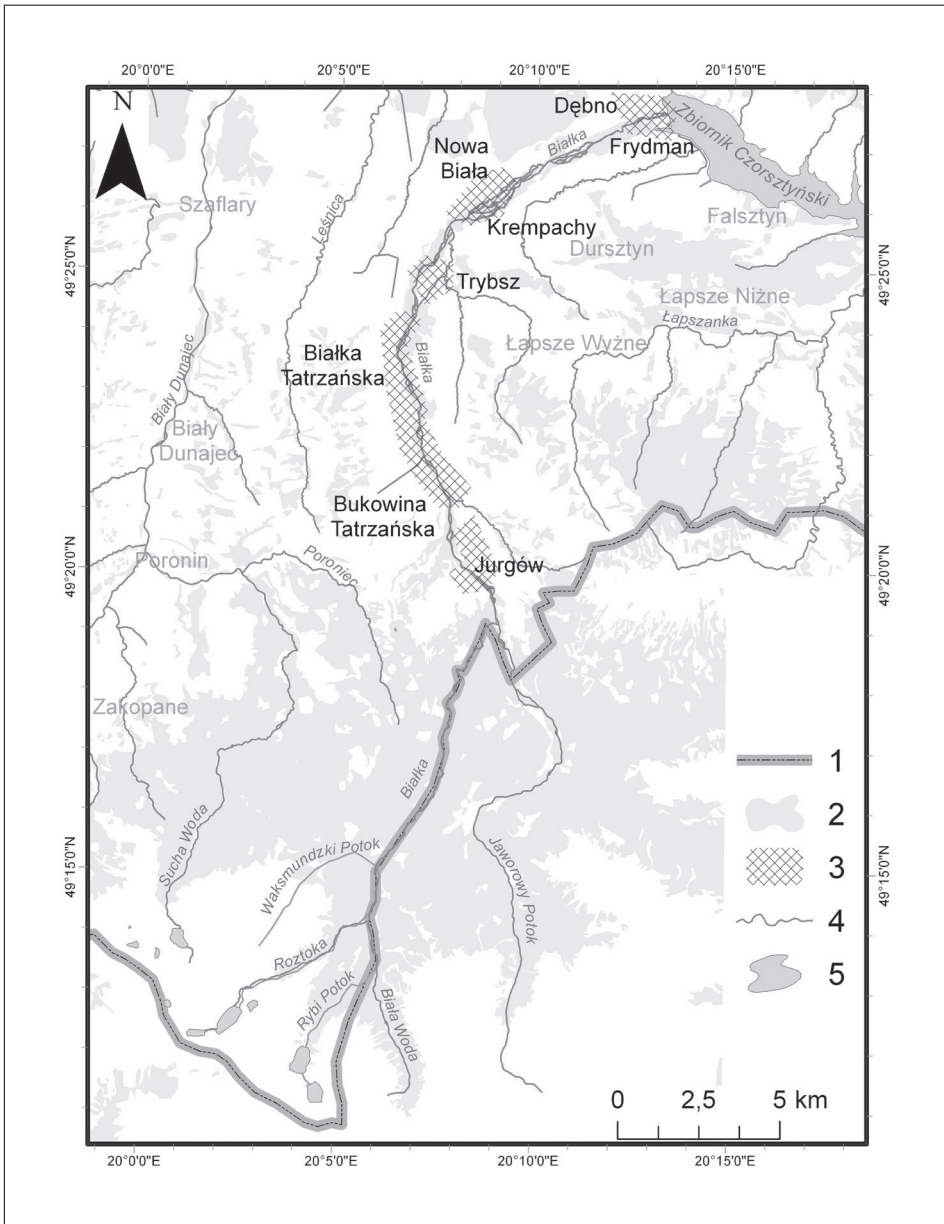 20°0'0"E
20°5'0"E
20°10'0"E
20°15'0"E
N
Dębno
Zbiornik Czorsztyński
Białka
Frydman
Nowa
Biała
Szaflary
Leśnica
Krempachy
Falsztyn
Dursztyn
49°25'0"N
49°25'0"N
Trybsz
Łapsze Niżne
Łapszanka
Łapsze Wyżne
Białka
Tatrzańska
Białka
Biały Dunajec
Biały
Dunajec
Bukowina
Tatrzańska
49°20'0"N
Poronin
Poroniec
Jurgów
49°20'0"N
Zakopane
Białka
1
2
Sucha Woda
Waksmundzki Potok
Jaworowy Potok
3
49°15'0"N
49°15'0"N
4
Roztoka
5
Rybi Potok
Biała Woda
0
2,5
5 km
20°0'0"E
20°5'0"E
20°10'0"E
20°15'0"E